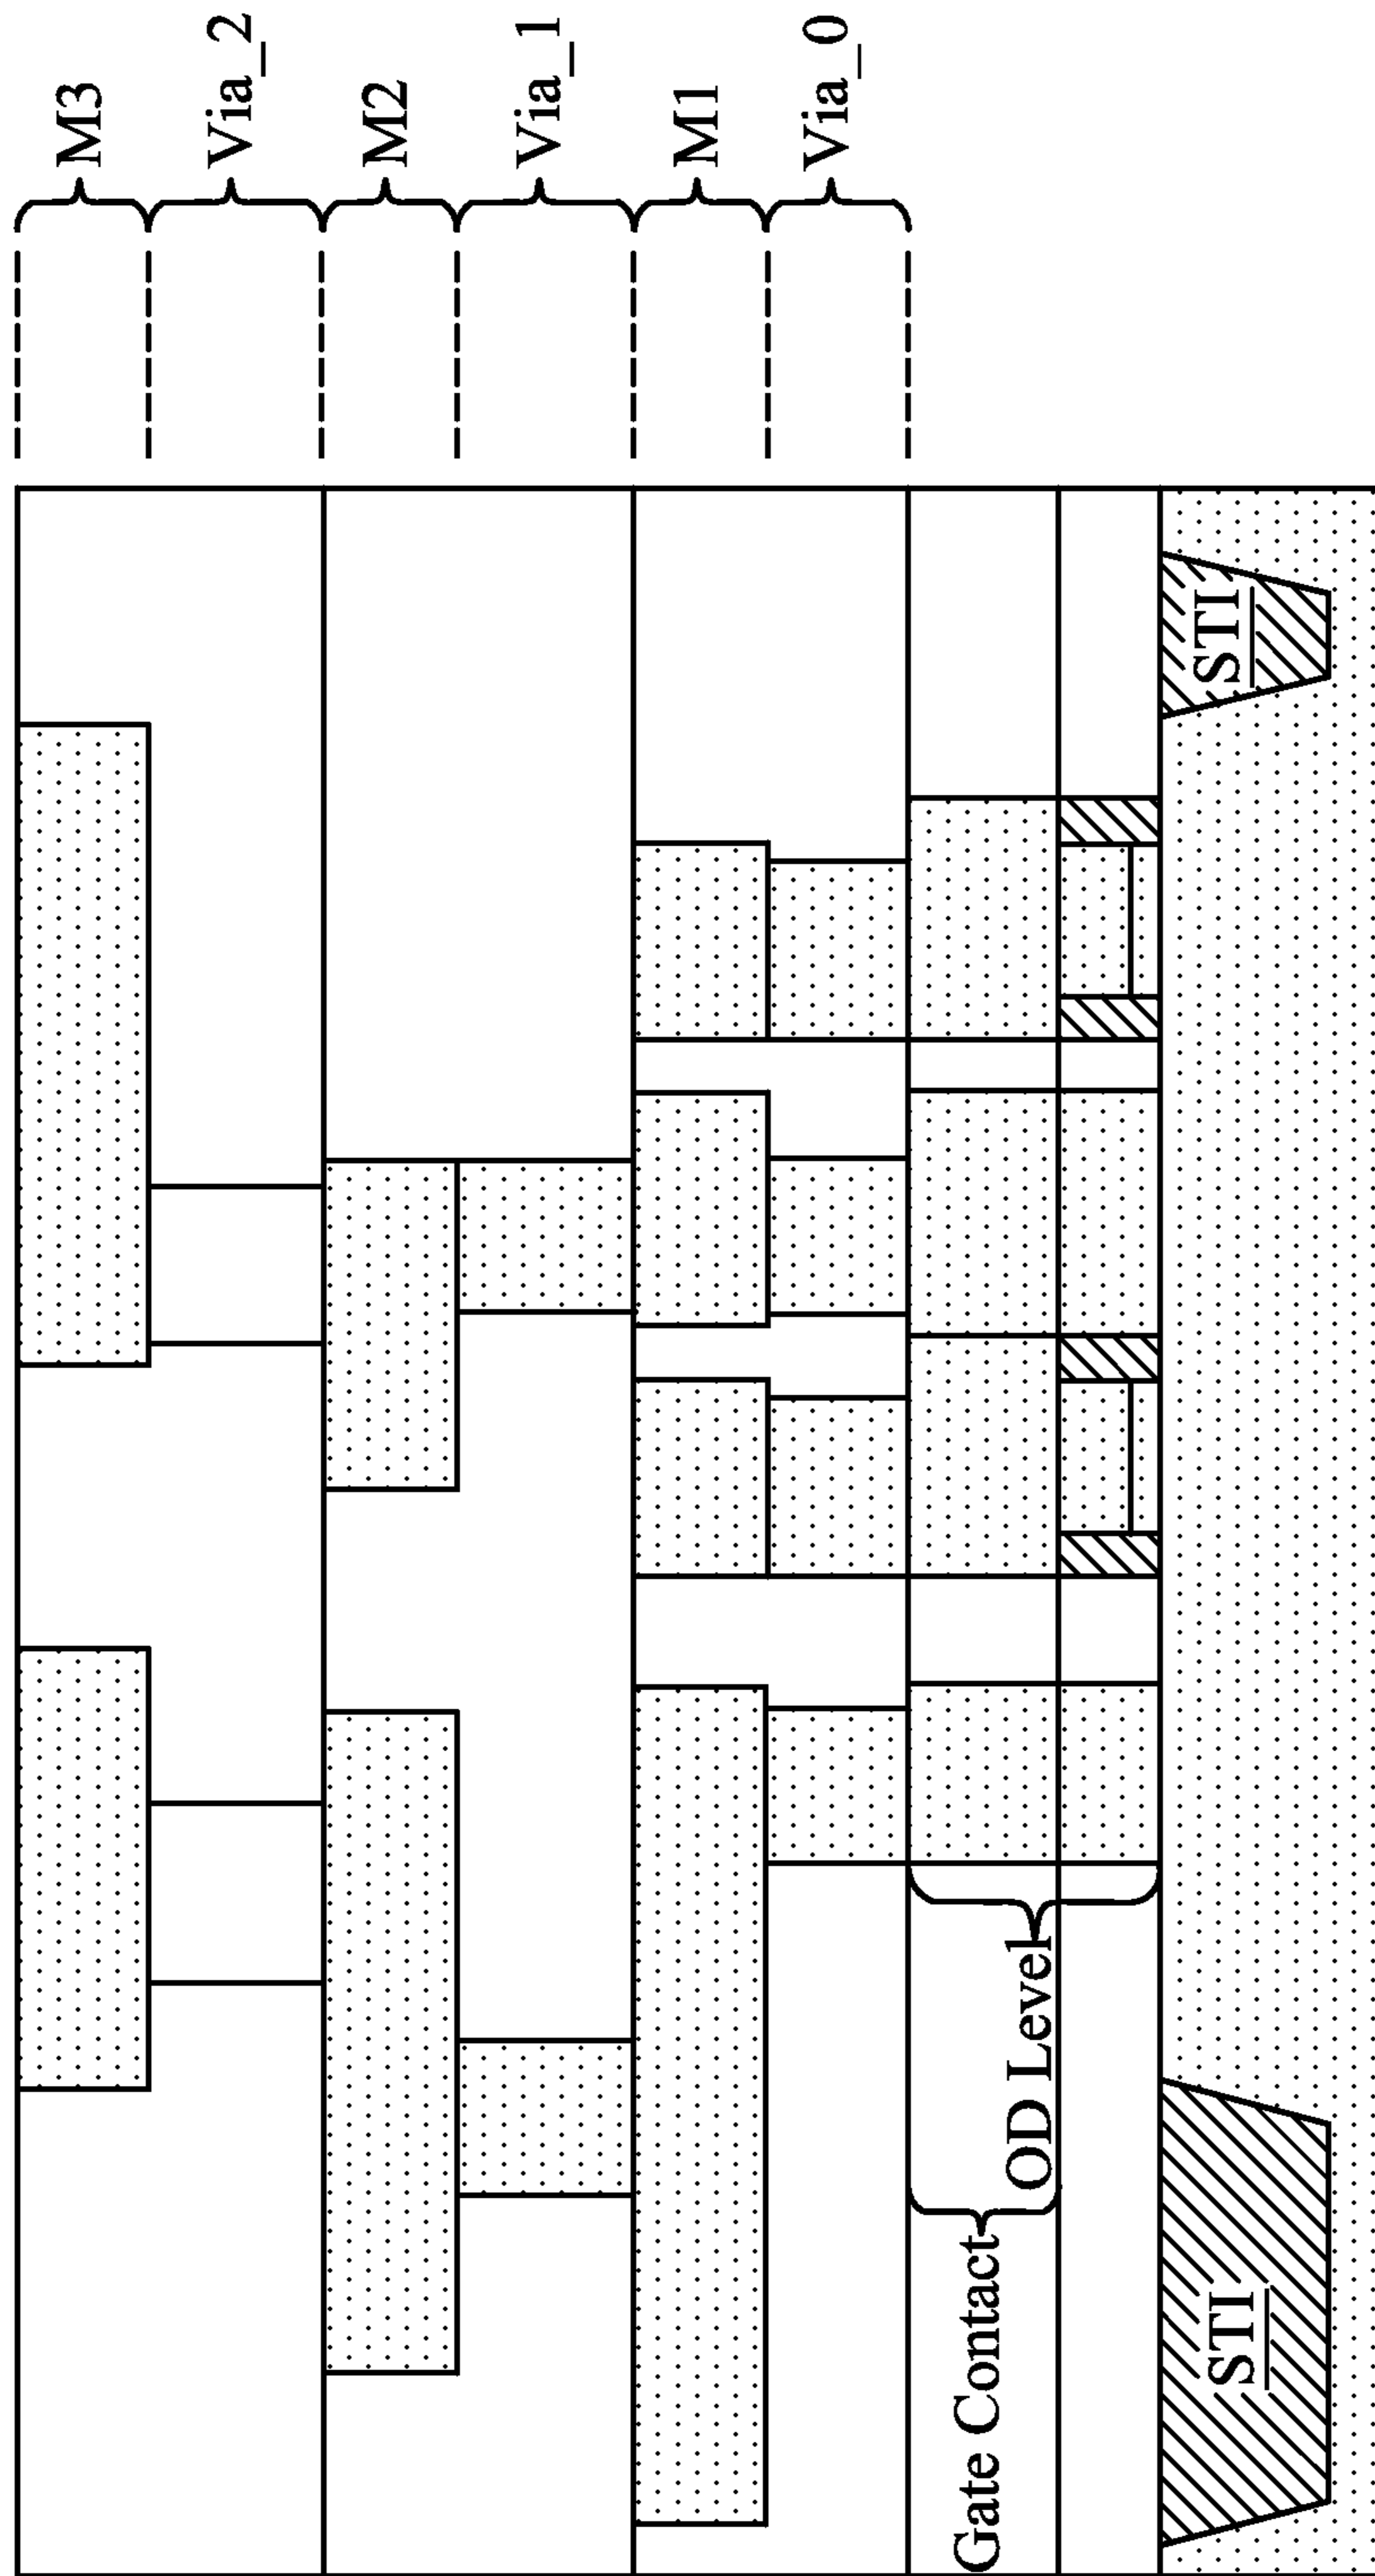 M3
Via_2
M2
Via_1
M1
Via_0
Gate Contact
OD Level
STI
STI